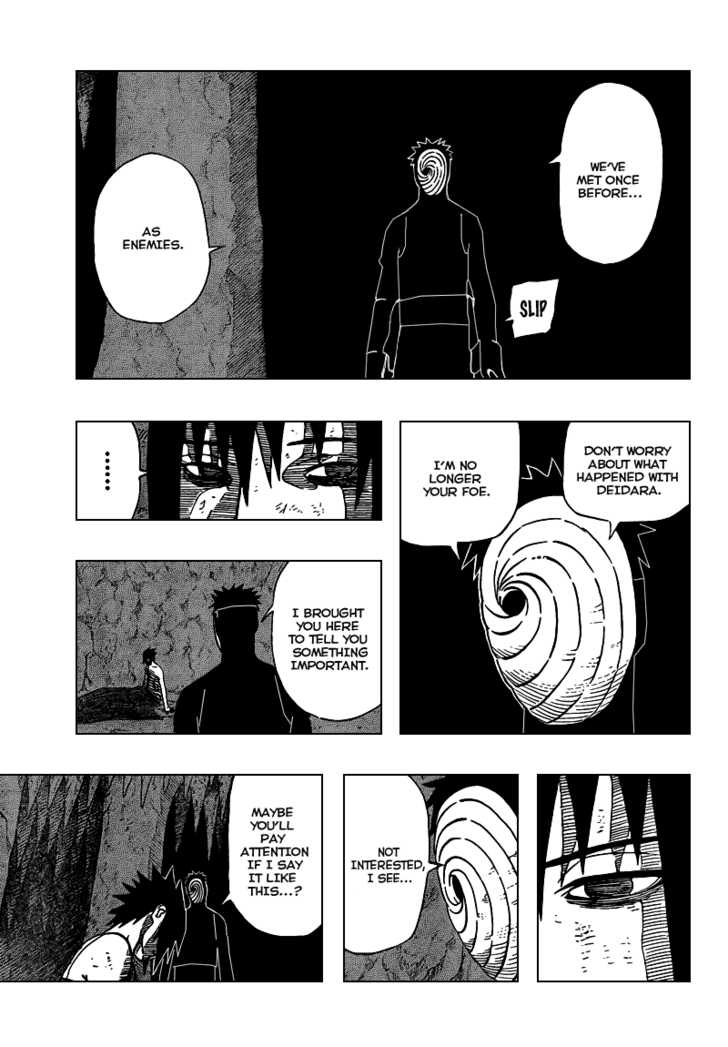 WE'VE
MET ONCE
BEFORE...
SLIP
AS
ENEMIES.
DON'T WORRY
ABOUT WHAT
HAPPENED WITH
DEIDARA.
I'M NO
LONGER
YOUR FOE.
......
I BROUGHT
YOU HERE
TO TELL YOU
SOMETHING
IMPORTANT.
NOT
INTERESTED,
I SEE...
MAYBE
YOU'LL
PAY
ATTENTION
IF I SAY
IT LIKE
THIS...?